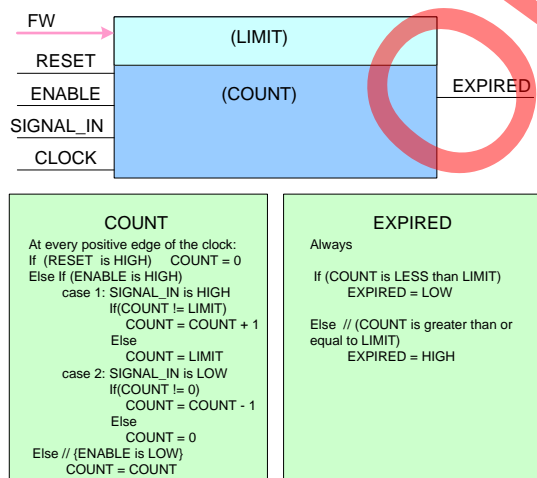 FW
(LIMIT)
RESET
ENABLE
(COUNT)
EXPIRED
SIGNAL_IN
CLOCK
COUNT
At every positive edge of the clock:
If (RESET is HIGH) COUNT = 0
Else If (ENABLE is HIGH)
case 1: SIGNAL_IN is HIGH
If(COUNT != LIMIT)
COUNT = COUNT + 1
Else
COUNT = LIMIT
case 2: SIGNAL_IN is LOW
If(COUNT != 0)
COUNT = COUNT - 1
Else
COUNT = 0
Else // {ENABLE is LOW}
COUNT = COUNT
EXPIRED
Always
If (COUNT is LESS than LIMIT)
EXPIRED = LOW
Else // (COUNT is greater than or
equal to LIMIT)
EXPIRED = HIGH